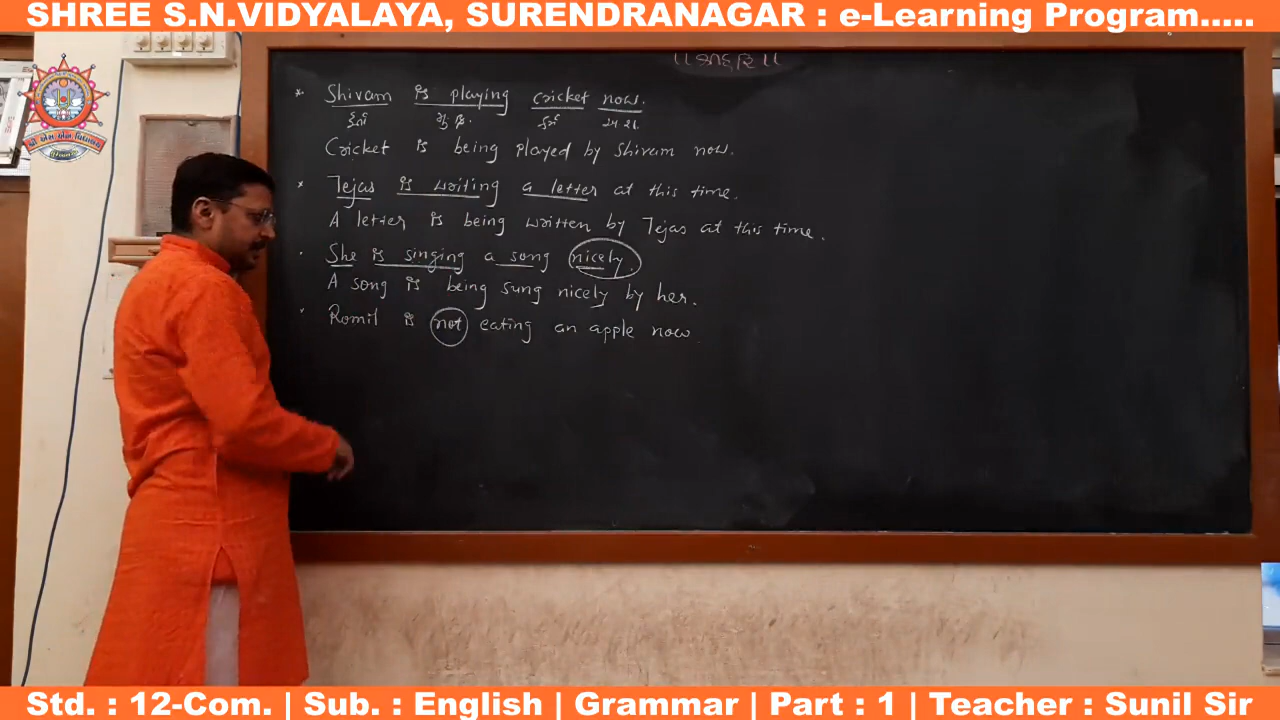 SHREE S.N.VIDYALAYA, SURENDRANAGAR : e-Learning Program.....
।। શ્રીહરિ ।।
* Shivam is playing cricket now.
કર્તા મુ. ક્રિ. કર્મ
Cricket is being played by Shivam now.
* Tejas is writing a letter at this time.
A letter is being written by Tejas at this time.
. She is singing a song nicely.
A song is being sung nicely by her.
. Romil is not eating an apple now.
Std. : 12-Com. | Sub. : English | Grammar | Part : 1 | Teacher : Sunil Sir